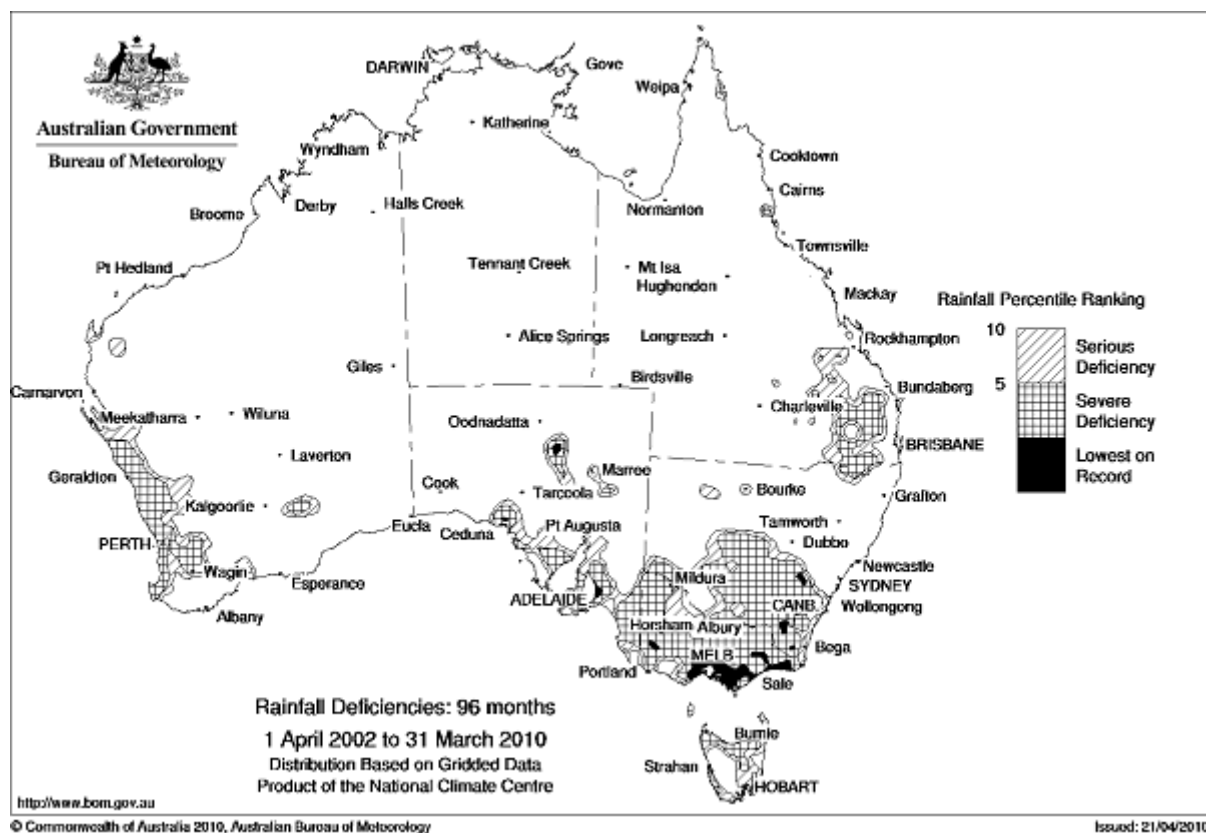 Australian Government
Bureau of Meteorology
DARWIN
Gove
Weipa
Katherine
Wyndham
Cooktown
Cairns
Derby
Halls Creek
Broome
Normanton
Townsville
Pt Hedland
Tennant Creek
Mt Isa
Hughenden
Mackay
Rainfall Percentile Ranking
10
Serious
Deficiency
5
Severe
Deficiency
Lowest on
Record
Alice Springs
Longreach
Rockhampton
Giles
Birdsville
Bundaberg
Carnarvon
Meekatharra
Wiluna
Charleville
Oodnadatta
BRISBANE
Laverton
Geraldton
Marree
Cook
Tarcoola
Bourke
Grafton
Kalgoorlie
Eucla
Ceduna
Pt Augusta
Tamworth
Dubbo
PERTH
Wagin
Esperance
Mildura
Newcastle
SYDNEY
Albany
ADELAIDE
CANB.
Wollongong
Horsham
Albury
Bega
MELB
Portland
Sale
Rainfall Deficiencies: 96 months
1 April 2002 to 31 March 2010
Distribution Based on Gridded Data
Product of the National Climate Centre
Burnie
Strahan
HOBART
http://www.bom.gov.au
© Commonwealth of Australia 2010, Australian Bureau of Meteorology
Issued: 21/04/2010